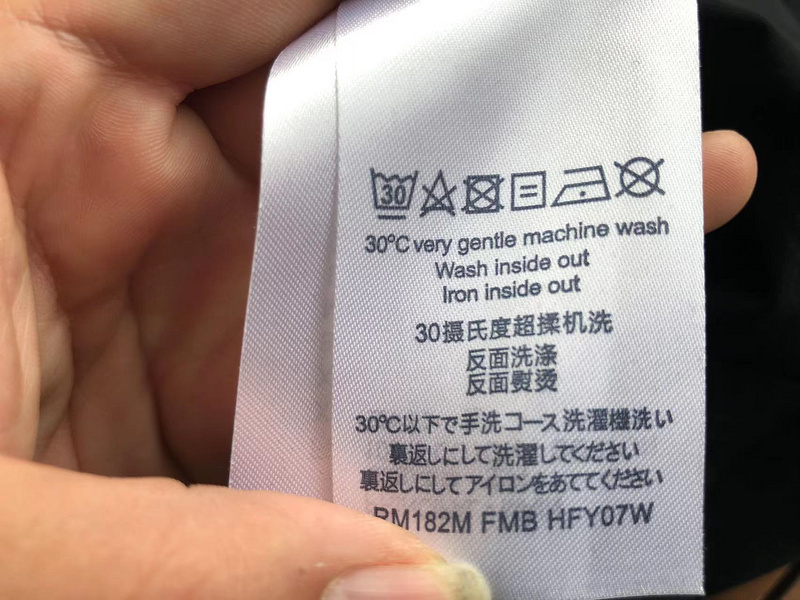 30
30°C very gentle machine wash
Wash inside out
Iron inside out
30摄氏度超揉机洗
反面洗涤
反面熨烫
30°C以下で手洗コース洗濯機洗い
裏返しにして洗濯してください
裏返しにしてアイロンをあててください
RM182M FMB HFY07W